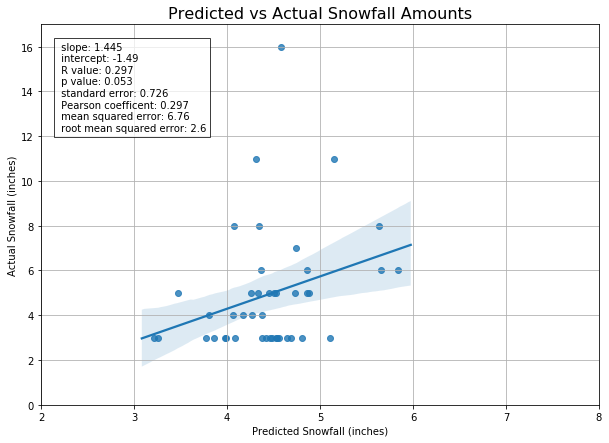 Predicted vs Actual Snowfall Amounts
16
14
12
10
8
6
4
2
0
slope: 1.445
intercept: -1.49
R value: 0.297
p value: 0.053
standard error: 0.726
Pearson coefficent: 0.297
mean squared error: 6.76
root mean squared error: 2.6
Actual Snowfall (inches)
2 3 4 5 6 7 8
Predicted Snowfall (inches)